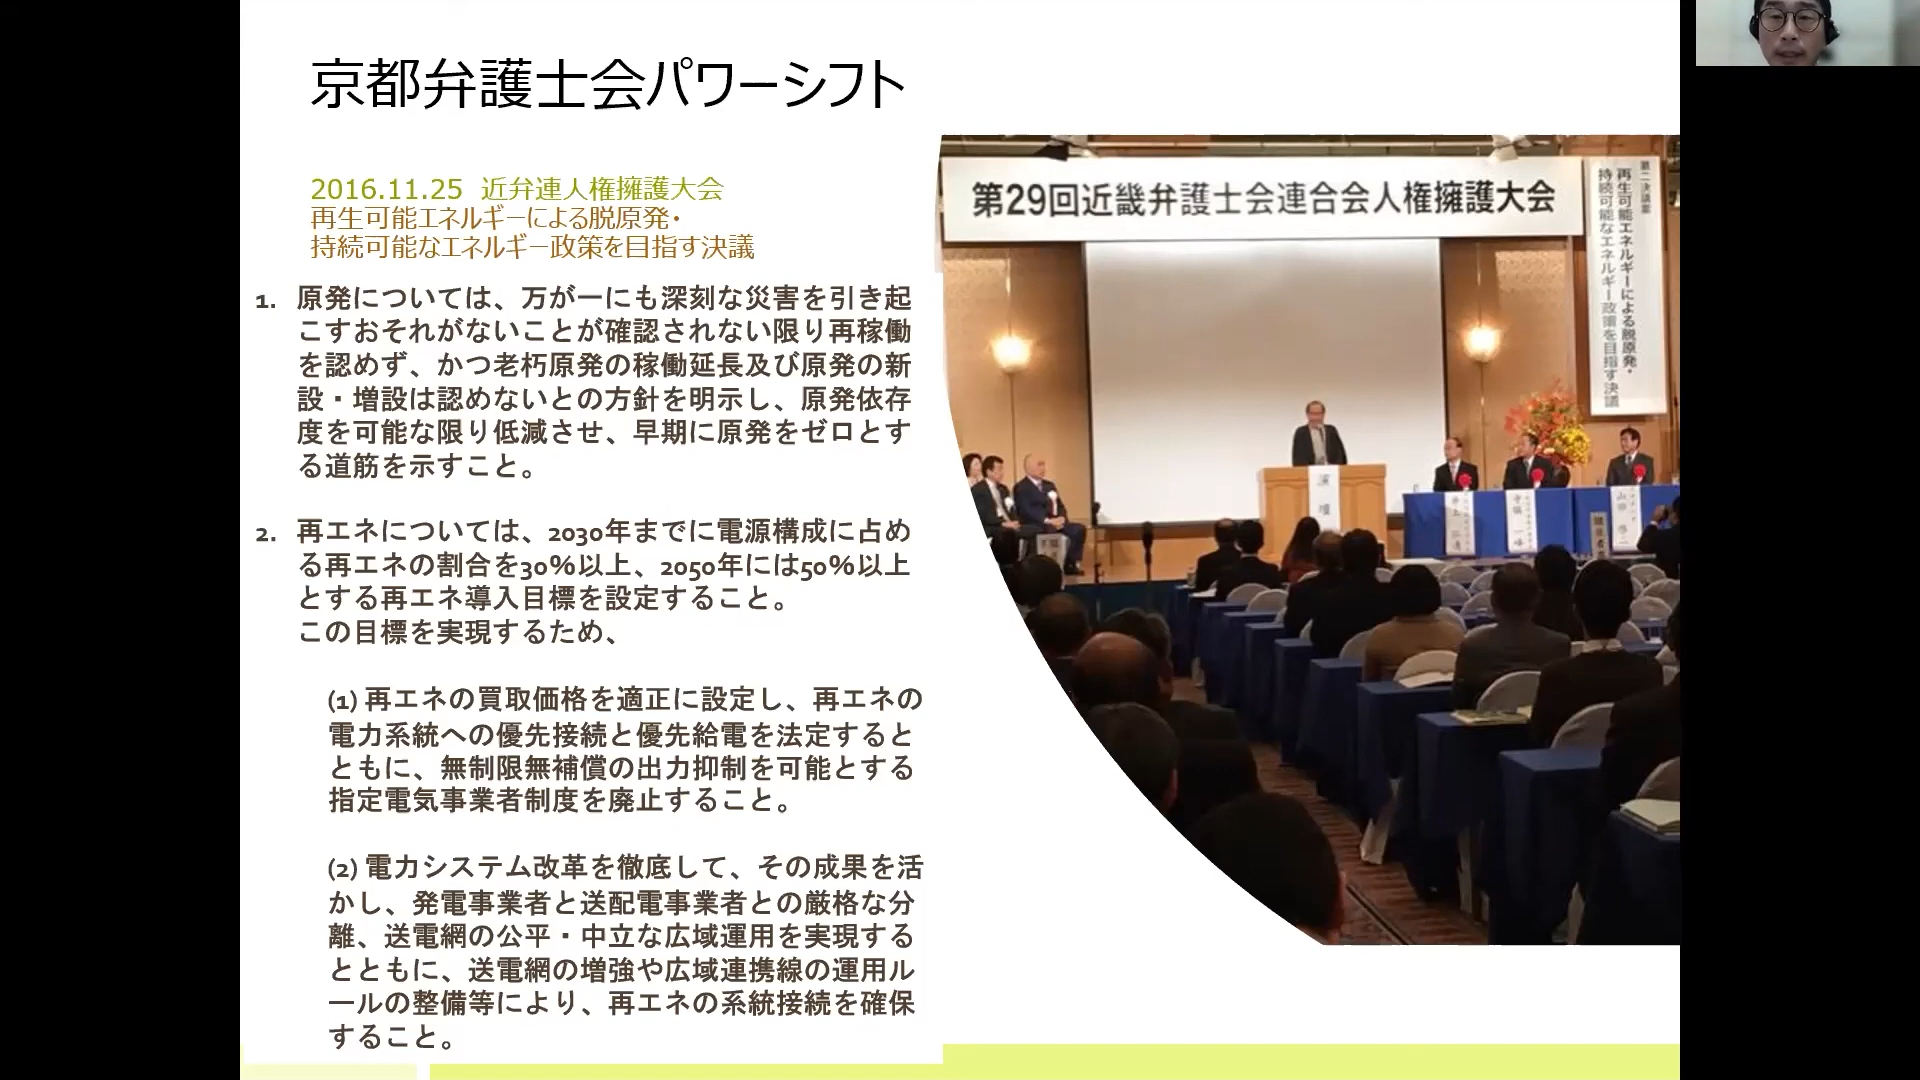 京都弁護士会パワーシフト
2016.11.25 近弁連人権擁護大会
再生可能エネルギーによる脱原発・
持続可能なエネルギー政策を目指す決議
1. 原発については、万が一にも深刻な災害を引き起
こすおそれがないことが確認されない限り再稼働
を認めず、かつ老朽原発の稼働延長及び原発の新
設・増設は認めないとの方針を明示し、原発依存
度を可能な限り低減させ、早期に原発をゼロとす
る道筋を示すこと。
2. 再エネについては、2030年までに電源構成に占め
る再エネの割合を30%以上、2050年には50%以上
とする再エネ導入目標を設定すること。
この目標を実現するため、
(1) 再エネの買取価格を適正に設定し、再エネの
電力系統への優先接続と優先給電を法定すると
ともに、無制限無補償の出力抑制を可能とする
指定電気事業者制度を廃止すること。
(2) 電力システム改革を徹底して、その成果を活
かし、発電事業者と送配電事業者との厳格な分
離、送電網の公平・中立な広域運用を実現する
とともに、送電網の増強や広域連携線の運用ル
ールの整備等により、再エネの系統接続を確保
すること。
第29回近畿弁護士会連合会人権擁護大会
第二決議案
再生可能エネルギーによる脱原発・
持続可能なエネルギー政策を目指す決議
演壇